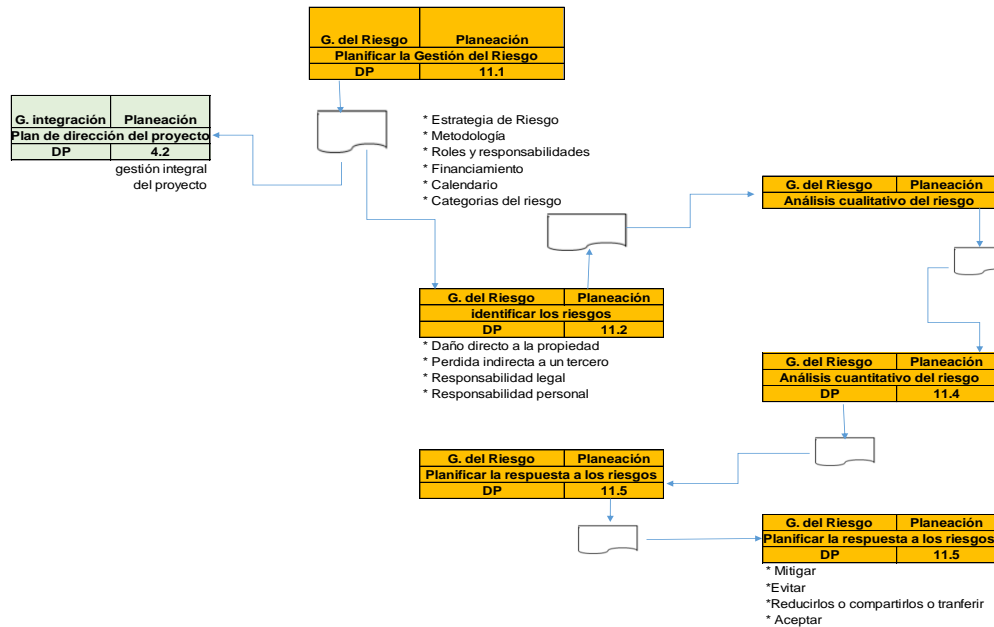 G. del Riesgo Planeación
Planificar la Gestión del Riesgo
DP 11.1
G. integración Planeación
Plan de dirección del proyecto
DP 4.2
gestión integral
del proyecto
* Estrategia de Riesgo
* Metodología
* Roles y responsabilidades
* Financiamiento
* Calendario
* Categorias del riesgo
G. del Riesgo Planeación
Análisis cualitativo del riesgo
G. del Riesgo Planeación
identificar los riesgos
DP 11.2
* Daño directo a la propiedad
* Perdida indirecta a un tercero
* Responsabilidad legal
* Responsabilidad personal
G. del Riesgo Planeación
Análisis cuantitativo del riesgo
DP 11.4
G. del Riesgo Planeación
Planificar la respuesta a los riesgos
DP 11.5
G. del Riesgo Planeación
Planificar la respuesta a los riesgos
DP 11.5
* Mitigar
*Evitar
*Reducirlos o compartirlos o tranferir
* Aceptar